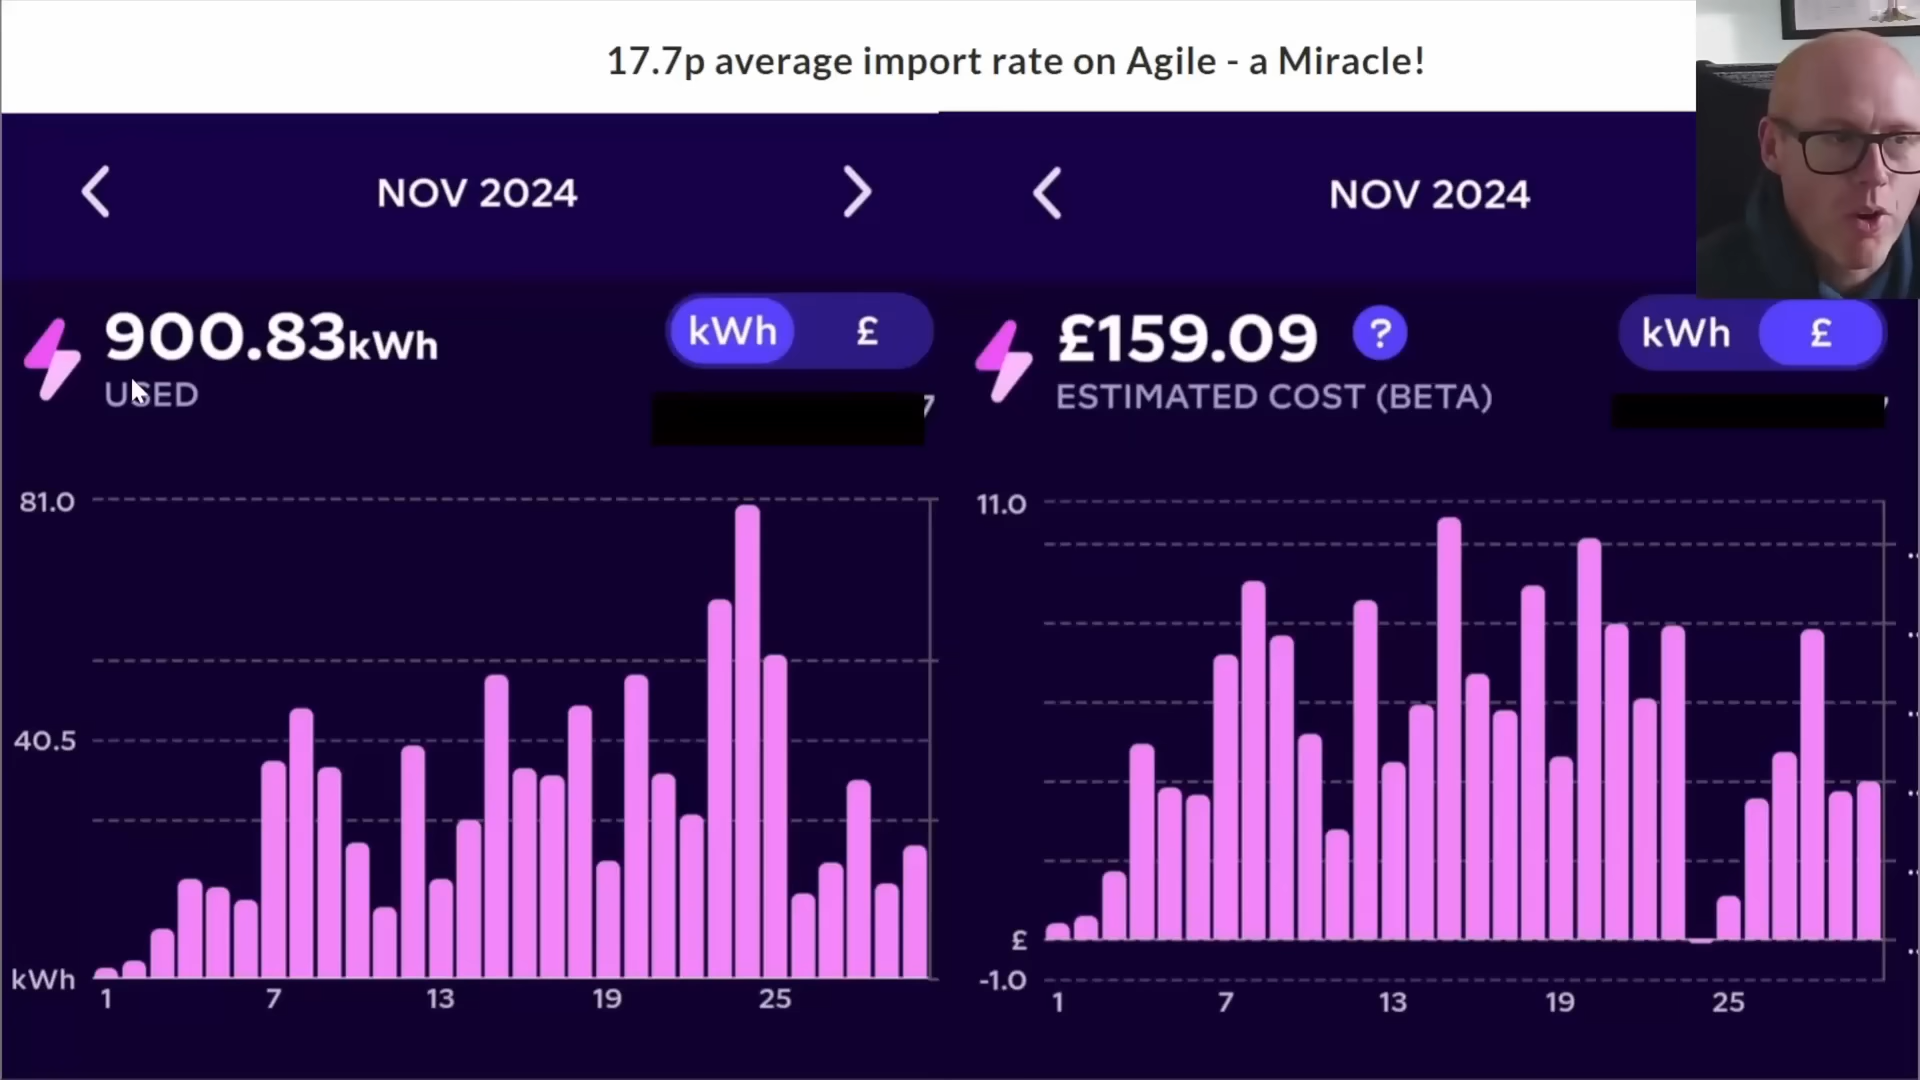 17.7p average import rate on Agile - a Miracle!
NOV 2024
900.83kWh
USED
kWh £
81.0
40.5
kWh
1 7 13 19 25
NOV 2024
£159.09 ?
ESTIMATED COST (BETA)
kWh £
11.0
£
-1.0
1 7 13 19 25